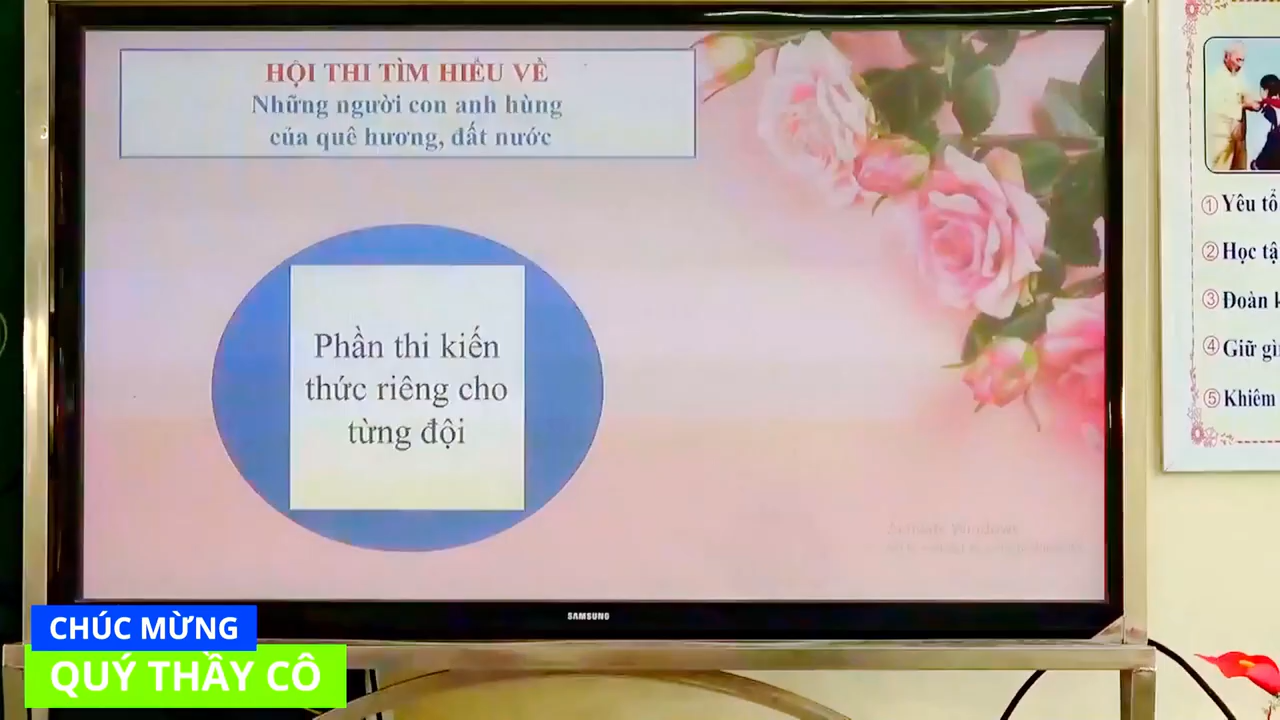 HỘI THI TÌM HIỂU VỀ
Những người con anh hùng
của quê hương, đất nước
Phần thi kiến
thức riêng cho
từng đội
Activate Windows
SAMSUNG
① Yêu tổ
② Học tậ
③ Đoàn k
④ Giữ gì
⑤ Khiêm
CHÚC MỪNG
QUÝ THẦY CÔ